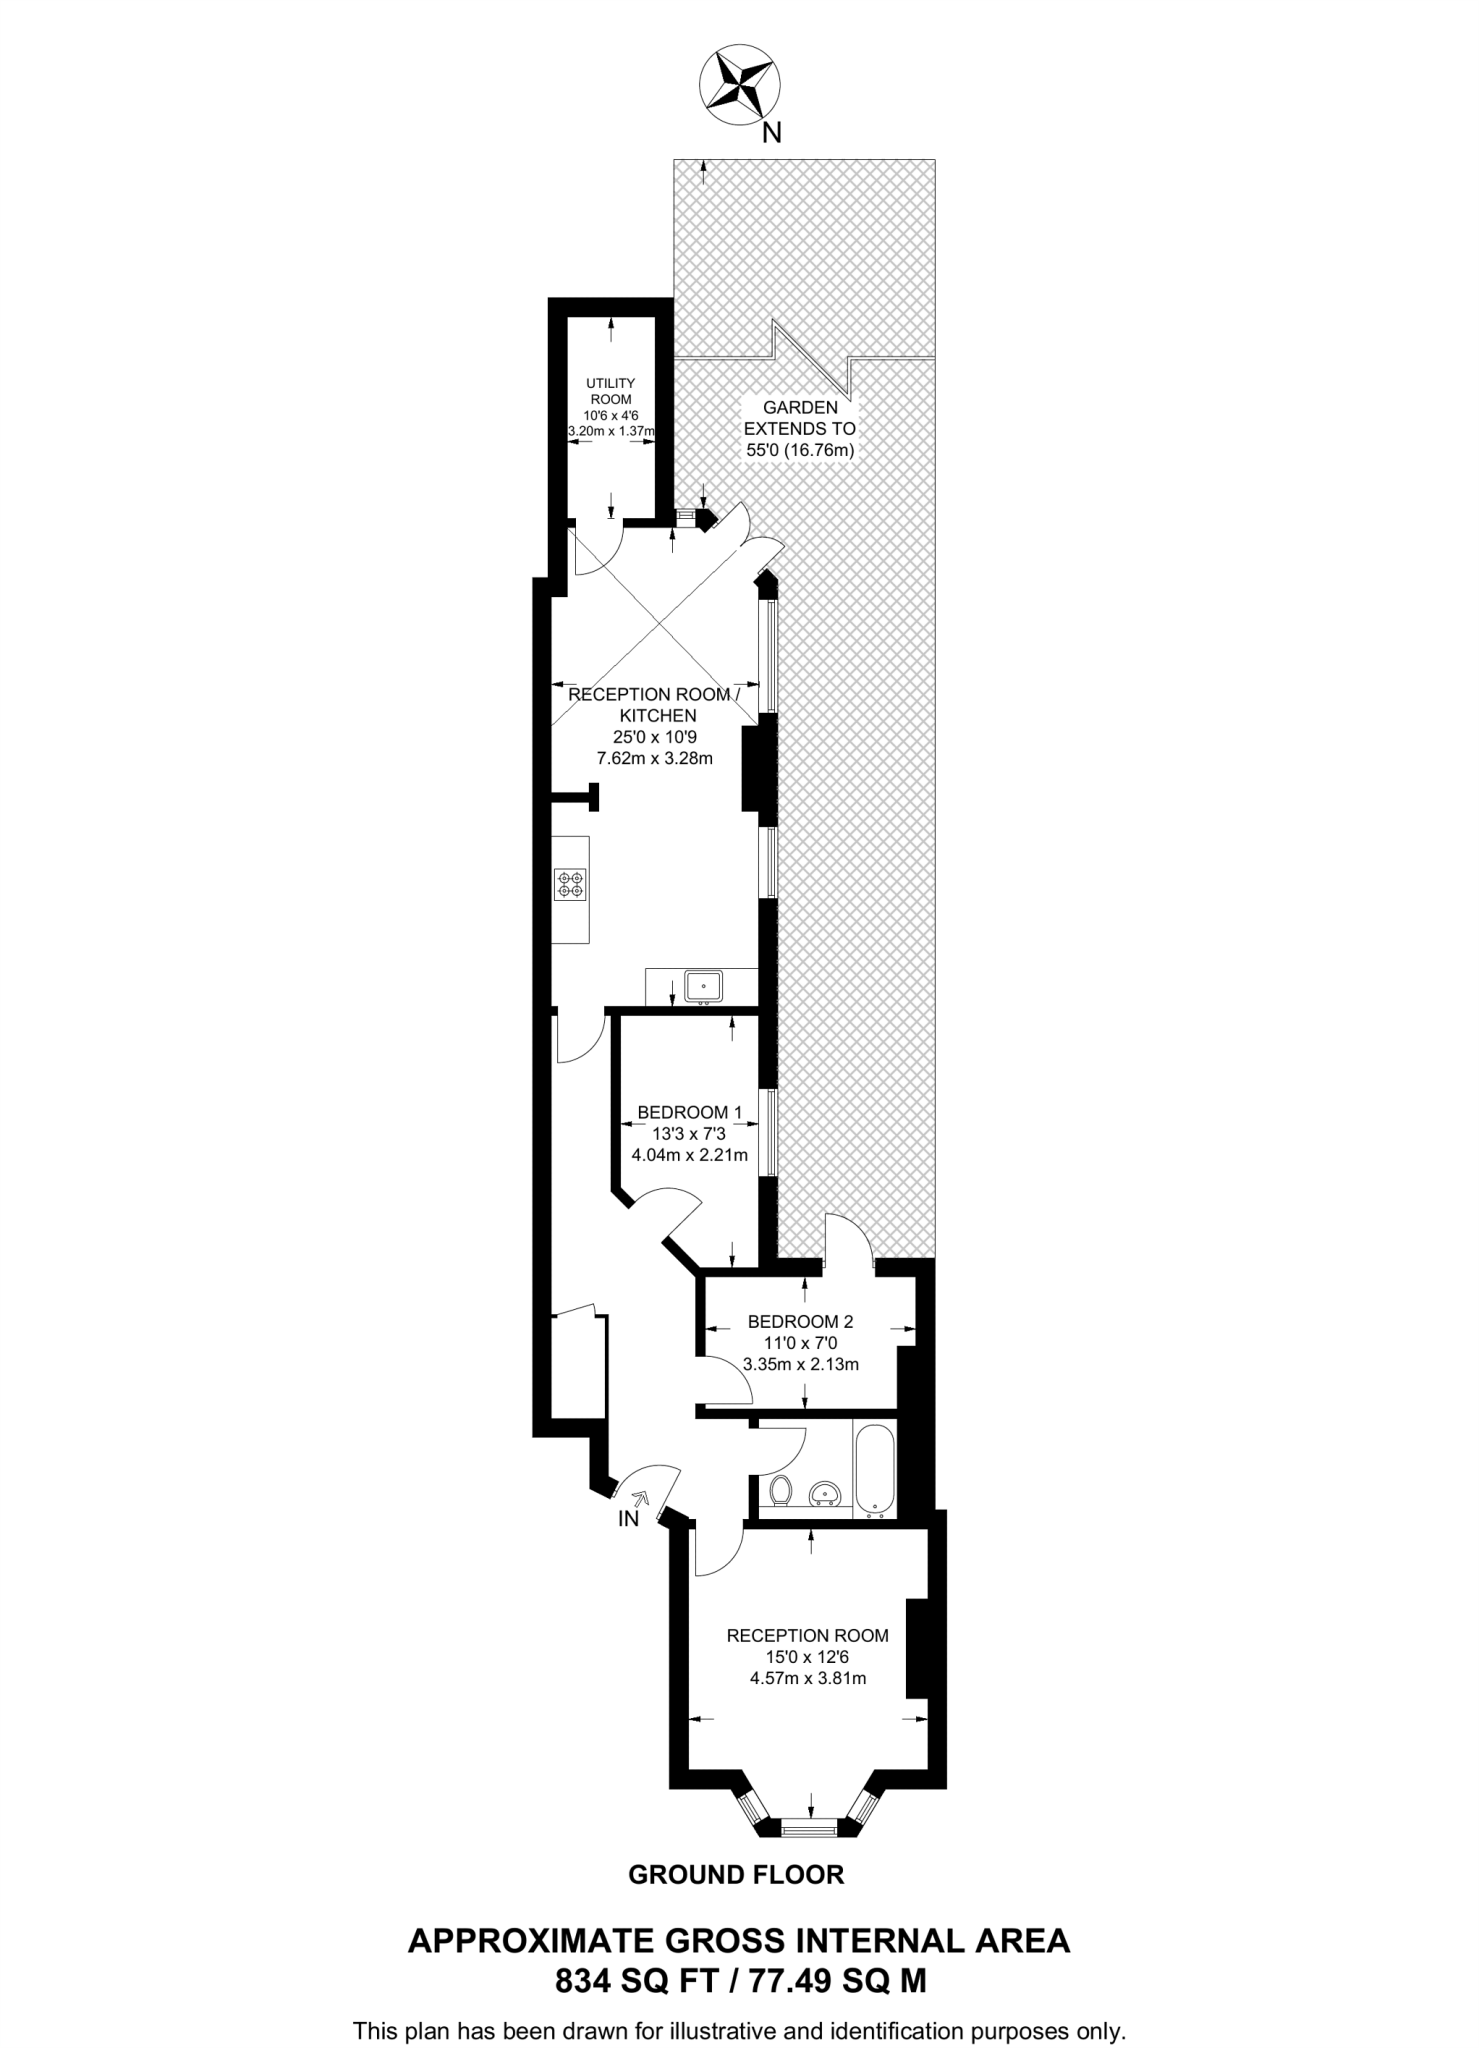 N
UTILITY
ROOM
10'6 x 4'6
3.20m x 1.37m
GARDEN
EXTENDS TO
55'0 (16.76m)
RECEPTION ROOM /
KITCHEN
25'0 x 10'9
7.62m x 3.28m
BEDROOM 1
13'3 x 7'3
4.04m x 2.21m
BEDROOM 2
11'0 x 7'0
3.35m x 2.13m
IN
RECEPTION ROOM
15'0 x 12'6
4.57m x 3.81m
GROUND FLOOR
APPROXIMATE GROSS INTERNAL AREA
834 SQ FT / 77.49 SQ M
This plan has been drawn for illustrative and identification purposes only.